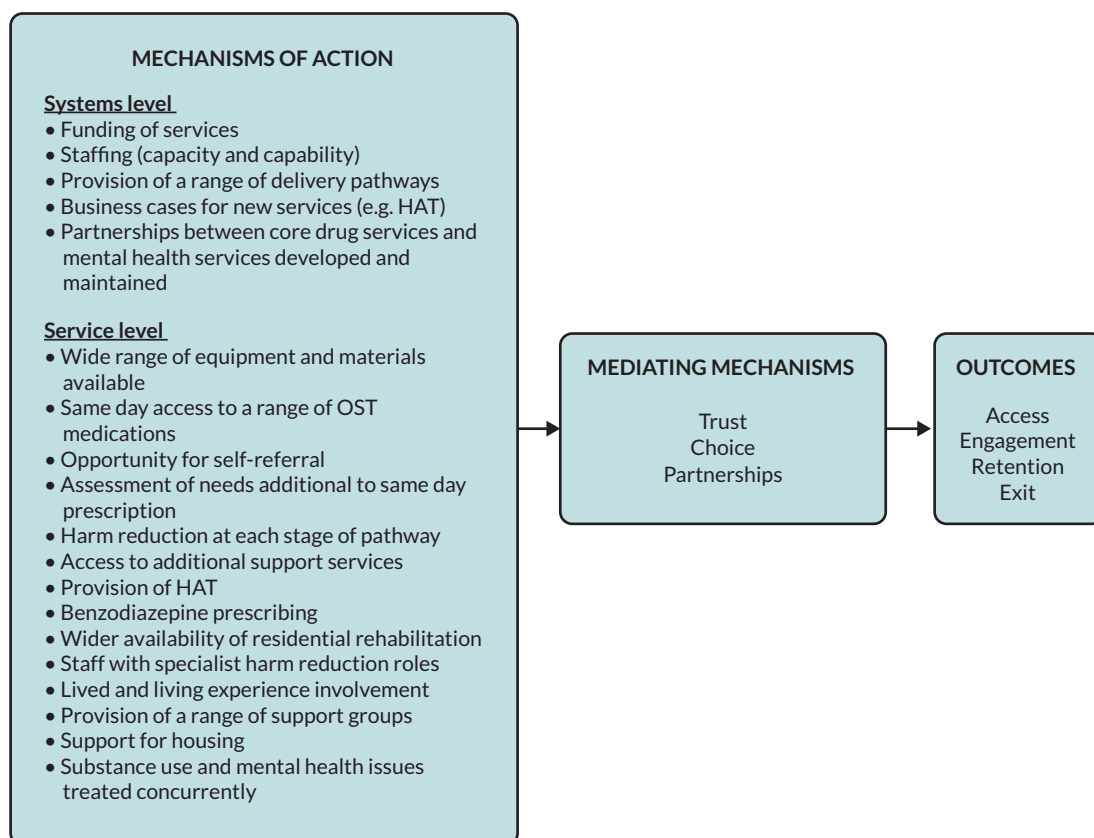 MECHANISMS OF ACTION
Systems level
• Funding of services
• Staffing (capacity and capability)
• Provision of a range of delivery pathways
• Business cases for new services (e.g. HAT)
• Partnerships between core drug services and
mental health services developed and
maintained
Service level
• Wide range of equipment and materials
available
• Same day access to a range of OST
medications
• Opportunity for self-referral
• Assessment of needs additional to same day
prescription
• Harm reduction at each stage of pathway
• Access to additional support services
• Provision of HAT
• Benzodiazepine prescribing
• Wider availability of residential rehabilitation
• Staff with specialist harm reduction roles
• Lived and living experience involvement
• Provision of a range of support groups
• Support for housing
• Substance use and mental health issues
treated concurrently
MEDIATING MECHANISMS
Trust
Choice
Partnerships
OUTCOMES
Access
Engagement
Retention
Exit